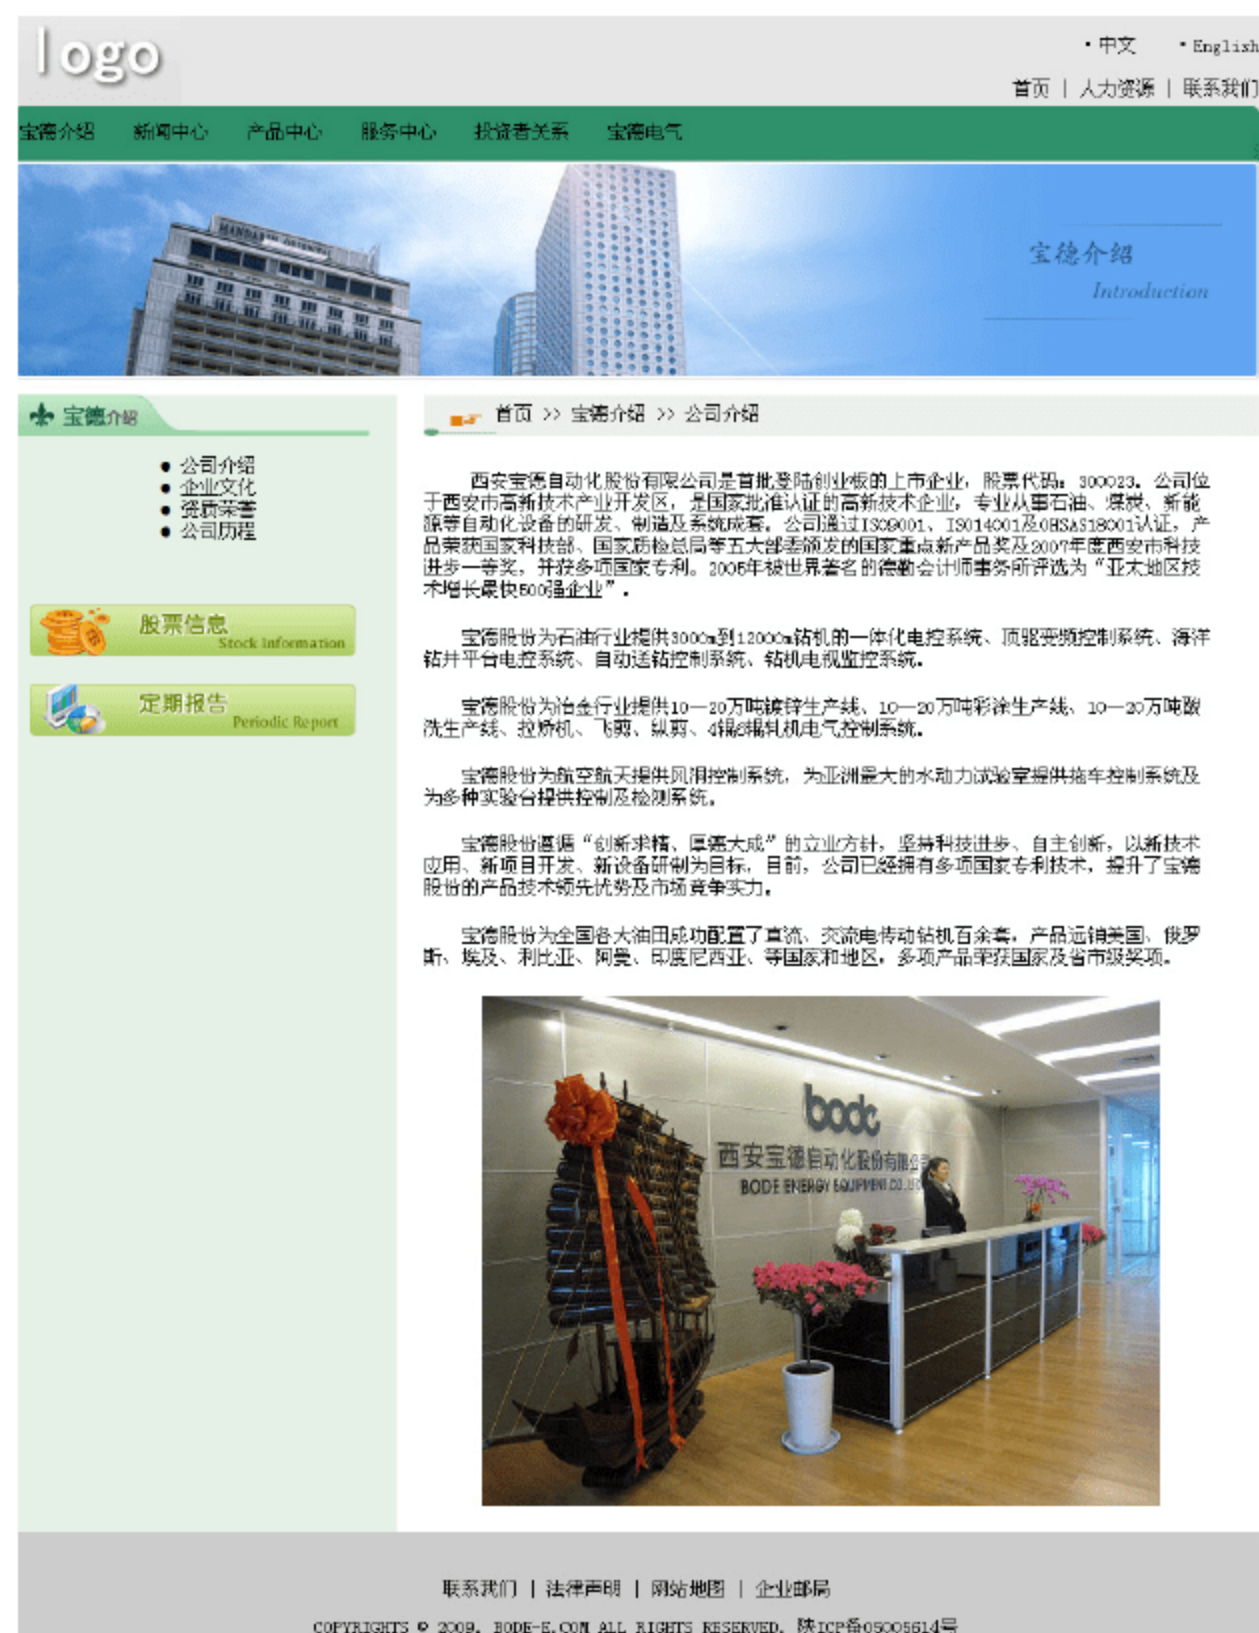 logo
· 中文 · English
首页 | 人力资源 | 联系我们
宝德介绍 新闻中心 产品中心 服务中心 投资者关系 宝德电气
MANDARIN ORIENTAL
宝德介绍
Introduction
宝德介绍
首页 >> 宝德介绍 >> 公司介绍
● 公司介绍
● 企业文化
● 资质荣誉
● 公司历程
股票信息
Stock Information
定期报告
Periodic Report
西安宝德自动化股份有限公司是首批登陆创业板的上市企业，股票代码：300023。公司位
于西安市高新技术产业开发区，是国家批准认证的高新技术企业，专业从事石油、煤炭、新能
源等自动化设备的研发、制造及系统成套。公司通过ISO9001、ISO14001及OHSAS18001认证，产
品荣获国家科技部、国家质检总局等五大部委颁发的国家重点新产品奖及2007年度西安市科技
进步一等奖，并获多项国家专利。2005年被世界著名的德勤会计师事务所评选为“亚太地区技
术增长最快500强企业”。
宝德股份为石油行业提供3000m到12000m钻机的一体化电控系统、顶驱变频控制系统、海洋
钻井平台电控系统、自动送钻控制系统、钻机电视监控系统。
宝德股份为冶金行业提供10—20万吨镀锌生产线、10—20万吨彩涂生产线、10—20万吨酸
洗生产线、拉矫机、飞剪、纵剪、4辊6辊轧机电气控制系统。
宝德股份为航空航天提供风洞控制系统，为亚洲最大的水动力试验室提供拖车控制系统及
为多种实验台提供控制及检测系统。
宝德股份遵循“创新求精、厚德大成”的立业方针，坚持科技进步、自主创新，以新技术
应用、新项目开发、新设备研制为目标，目前，公司已经拥有多项国家专利技术，提升了宝德
股份的产品技术领先优势及市场竞争实力。
宝德股份为全国各大油田成功配置了直流、交流电传动钻机百余套，产品远销美国、俄罗
斯、埃及、利比亚、阿曼、印度尼西亚、等国家和地区，多项产品荣获国家及省市级奖项。
bode
西安宝德自动化股份有限公司
BODE ENERGY EQUIPMENT CO.,LTD
联系我们 | 法律声明 | 网站地图 | 企业邮局
COPYRIGHTS © 2009. BODE-E.COM ALL RIGHTS RESERVED. 陕ICP备05005614号